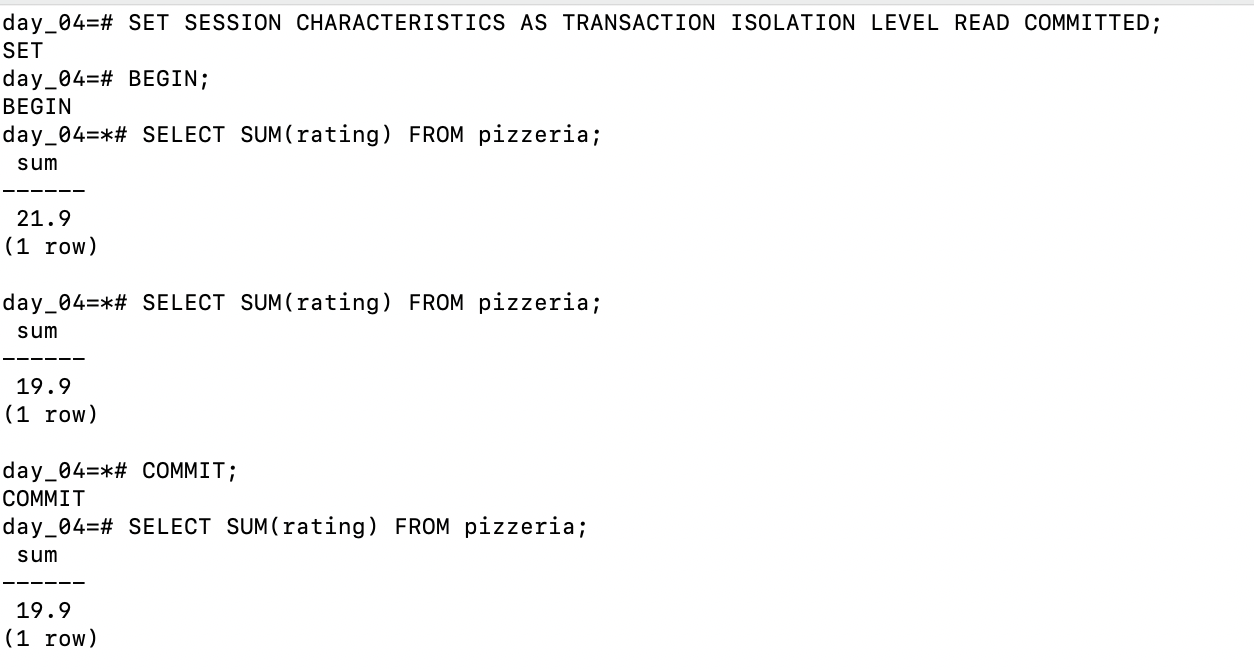 day_04=# SET SESSION CHARACTERISTICS AS TRANSACTION ISOLATION LEVEL READ COMMITTED;
SET
day_04=# BEGIN;
BEGIN
day_04=*# SELECT SUM(rating) FROM pizzeria;
 sum
------
 21.9
(1 row)

day_04=*# SELECT SUM(rating) FROM pizzeria;
 sum
------
 19.9
(1 row)

day_04=*# COMMIT;
COMMIT
day_04=# SELECT SUM(rating) FROM pizzeria;
 sum
------
 19.9
(1 row)